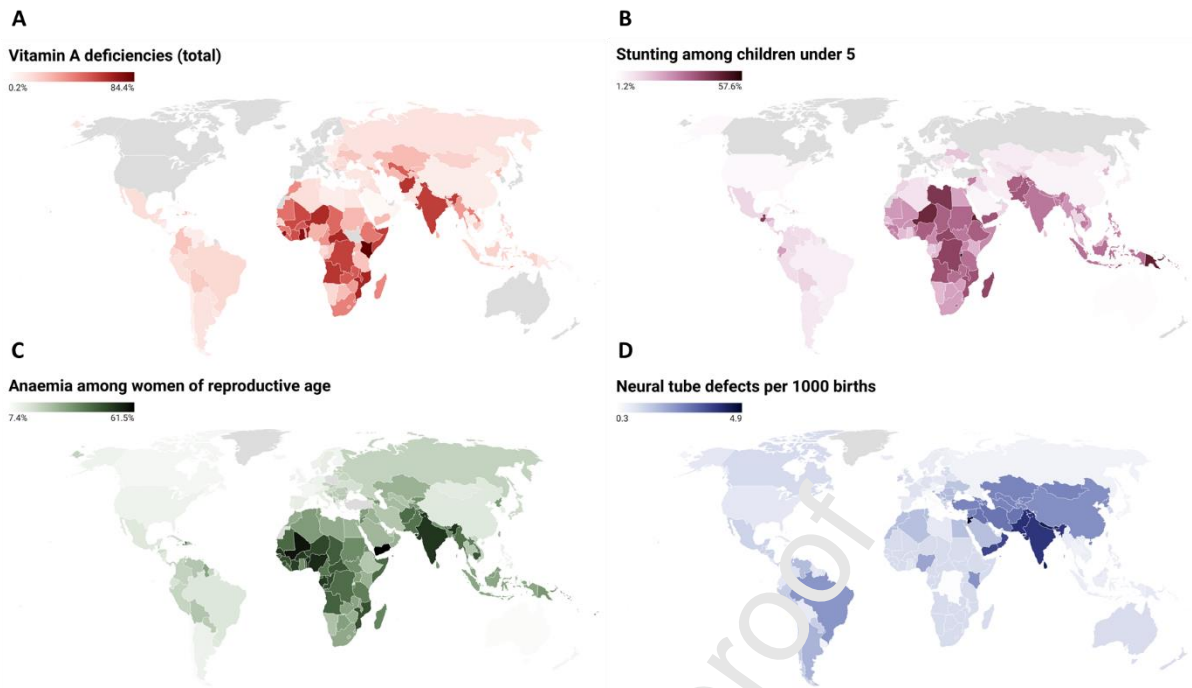 A
Vitamin A deficiencies (total)
0.2% 84.4%
B
Stunting among children under 5
1.2% 57.6%
C
Anaemia among women of reproductive age
7.4% 61.5%
D
Neural tube defects per 1000 births
0.3 4.9
proof